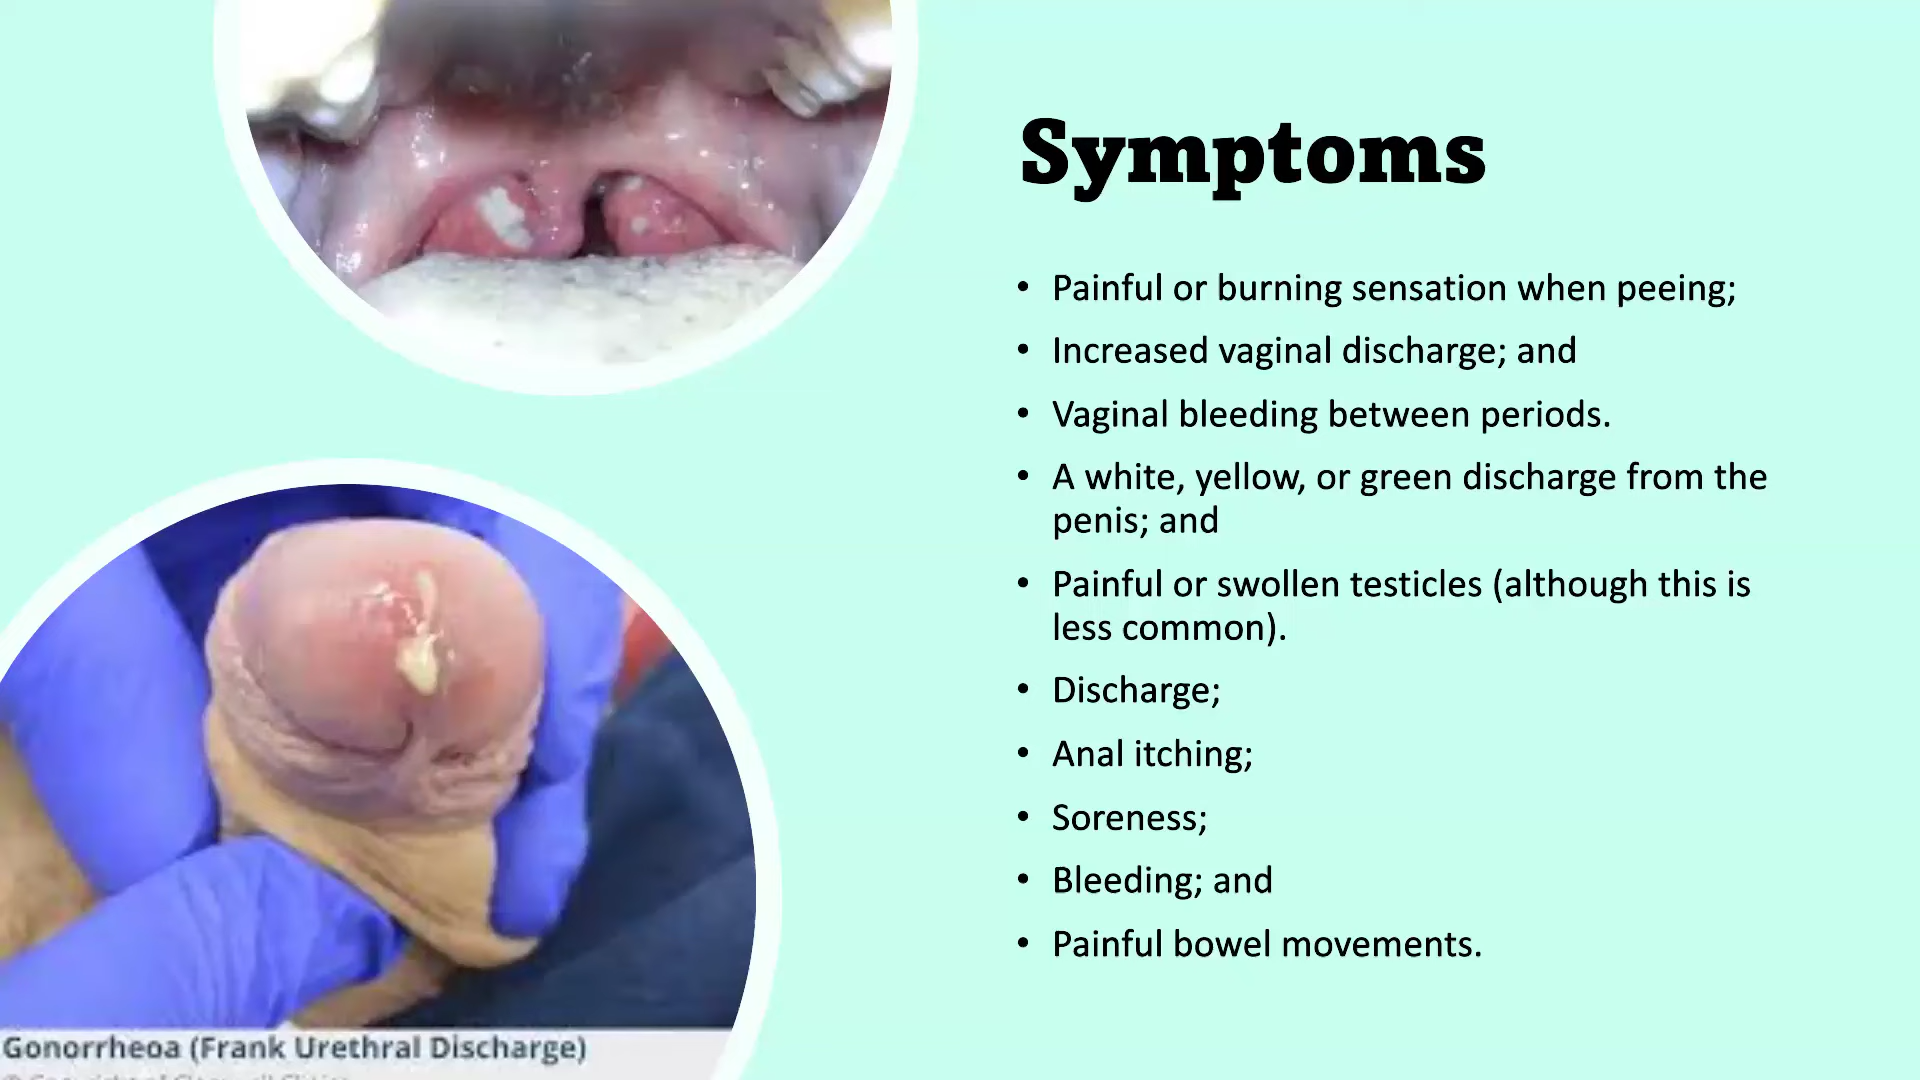 Symptoms
• Painful or burning sensation when peeing;
• Increased vaginal discharge; and
• Vaginal bleeding between periods.
• A white, yellow, or green discharge from the
penis; and
• Painful or swollen testicles (although this is
less common).
• Discharge;
• Anal itching;
• Soreness;
• Bleeding; and
• Painful bowel movements.
Gonorrheoa (Frank Urethral Discharge)